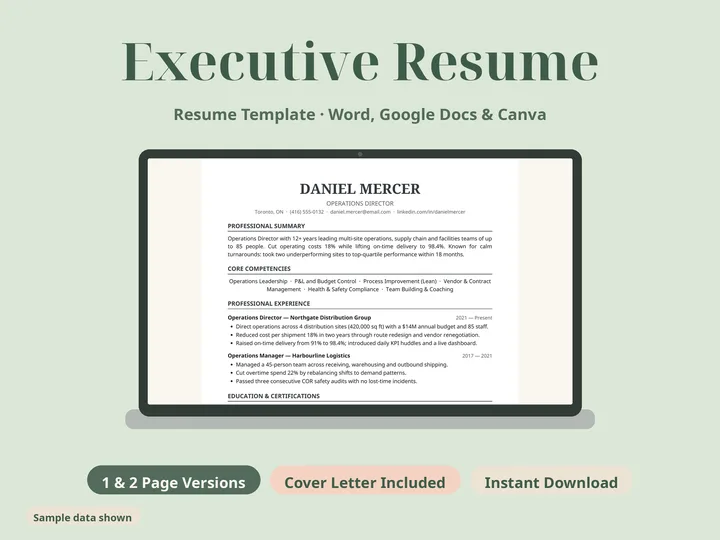 Executive Resume
Resume Template · Word, Google Docs & Canva
DANIEL MERCER
OPERATIONS DIRECTOR
Toronto, ON · (416) 555-0132 · daniel.mercer@email.com · linkedin.com/in/danielmercer
PROFESSIONAL SUMMARY
Operations Director with 12+ years leading multi-site operations, supply chain and facilities teams of up
to 85 people. Cut operating costs 18% while lifting on-time delivery to 98.4%. Known for calm
turnarounds: took two underperforming sites to top-quartile performance within 18 months.
CORE COMPETENCIES
Operations Leadership · P&L and Budget Control · Process Improvement (Lean) · Vendor & Contract
Management · Health & Safety Compliance · Team Building & Coaching
PROFESSIONAL EXPERIENCE
Operations Director — Northgate Distribution Group 2021 — Present
• Direct operations across 4 distribution sites (420,000 sq ft) with a $14M annual budget and 85 staff.
• Reduced cost per shipment 18% in two years through route redesign and vendor renegotiation.
• Raised on-time delivery from 91% to 98.4%; introduced daily KPI huddles and a live dashboard.
Operations Manager — Harbourline Logistics 2017 — 2021
• Managed a 45-person team across receiving, warehousing and outbound shipping.
• Cut overtime spend 22% by rebalancing shifts to demand patterns.
• Passed three consecutive COR safety audits with no lost-time incidents.
EDUCATION & CERTIFICATIONS
1 & 2 Page Versions
Cover Letter Included
Instant Download
Sample data shown